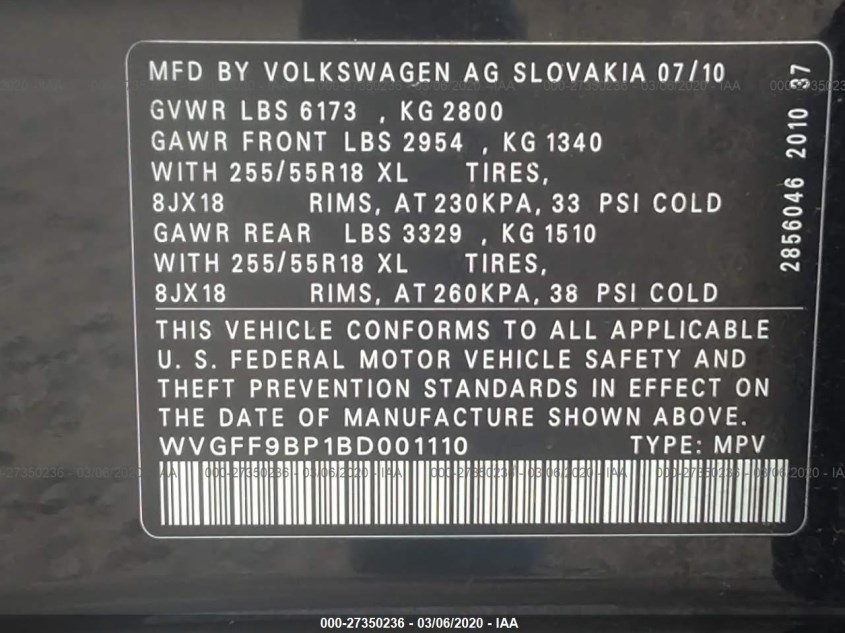 MFD BY VOLKSWAGEN AG SLOVAKIA 07/10
GVWR LBS 6173 , KG 2800
GAWR FRONT LBS 2954 , KG 1340
WITH 255/55R18 XL TIRES,
8JX18 RIMS, AT 230KPA, 33 PSI COLD
GAWR REAR LBS 3329 , KG 1510
WITH 255/55R18 XL TIRES,
8JX18 RIMS, AT 260KPA, 38 PSI COLD
2856046 2010 37
THIS VEHICLE CONFORMS TO ALL APPLICABLE
U. S. FEDERAL MOTOR VEHICLE SAFETY AND
THEFT PREVENTION STANDARDS IN EFFECT ON
THE DATE OF MANUFACTURE SHOWN ABOVE.
WVGFF9BP1BD001110 TYPE: MPV
000-27350236 - 03/06/2020 - IAA